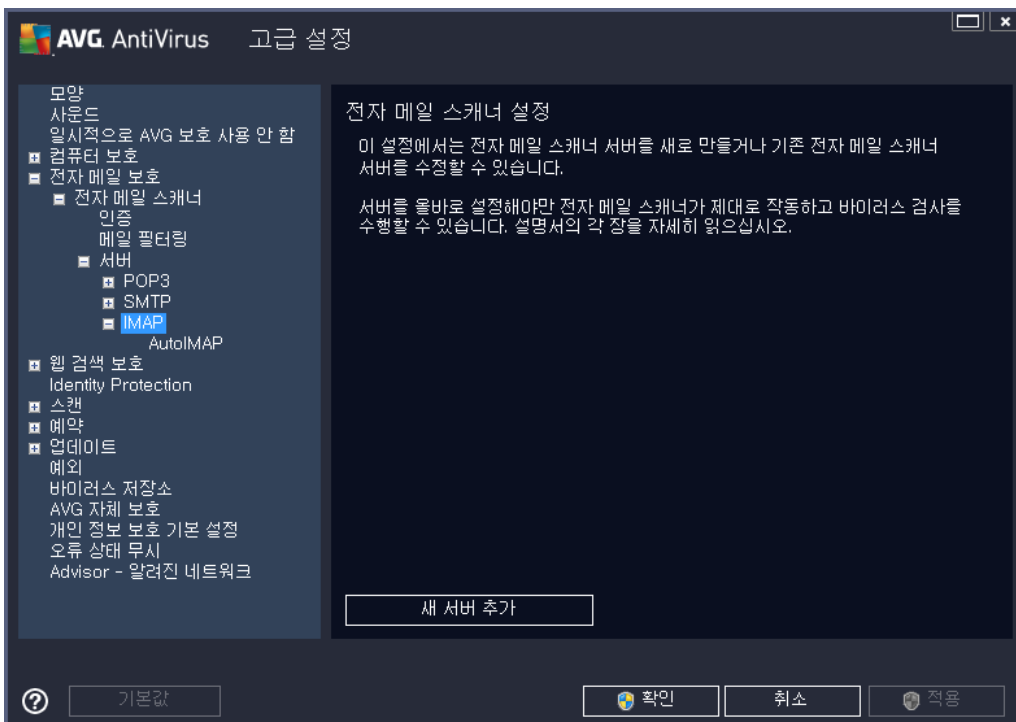 AVG AntiVirus 고급 설정
모양
사운드
일시적으로 AVG 보호 사용 안 함
컴퓨터 보호
전자 메일 보호
전자 메일 스캐너
인증
메일 필터링
서버
POP3
SMTP
IMAP
AutoIMAP
웹 검색 보호
Identity Protection
스캔
예약
업데이트
예외
바이러스 저장소
AVG 자체 보호
개인 정보 보호 기본 설정
오류 상태 무시
Advisor - 알려진 네트워크
전자 메일 스캐너 설정
이 설정에서는 전자 메일 스캐너 서버를 새로 만들거나 기존 전자 메일 스캐너
서버를 수정할 수 있습니다.
서버를 올바로 설정해야만 전자 메일 스캐너가 제대로 작동하고 바이러스 검사를
수행할 수 있습니다. 설명서의 각 장을 자세히 읽으십시오.
새 서버 추가
기본값
확인
취소
적용